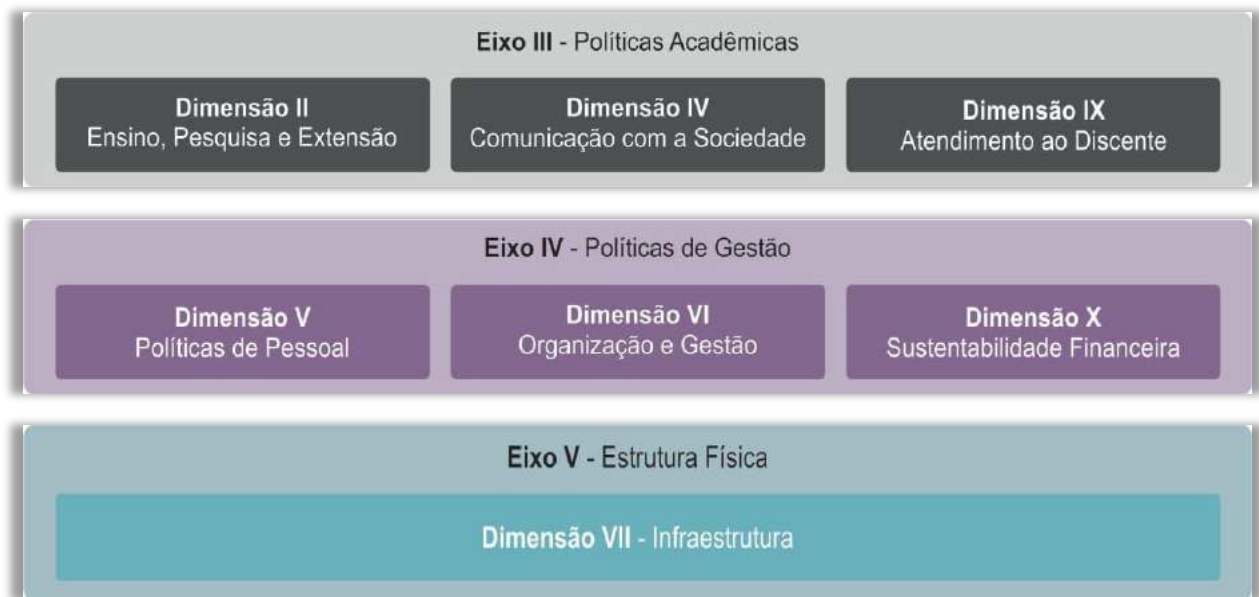 Eixo III - Políticas Acadêmicas
Dimensão II
Ensino, Pesquisa e Extensão
Dimensão IV
Comunicação com a Sociedade
Dimensão IX
Atendimento ao Discente
Eixo IV - Políticas de Gestão
Dimensão V
Políticas de Pessoal
Dimensão VI
Organização e Gestão
Dimensão X
Sustentabilidade Financeira
Eixo V - Estrutura Física
Dimensão VII - Infraestrutura